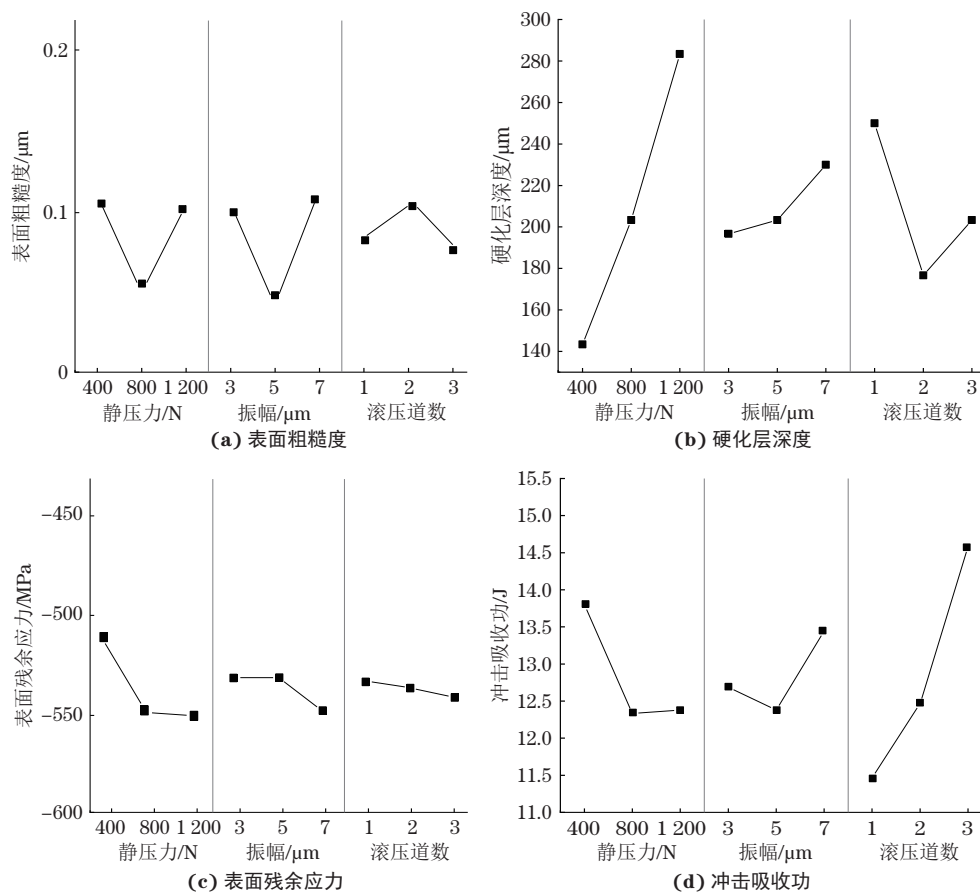 0.2
0.1
0
表面粗糙度/μm
400 800 1 200 3 5 7 1 2 3
静压力/N 振幅/μm 滚压道数
(a) 表面粗糙度
300
280
260
240
220
200
180
160
140
硬化层深度/μm
400 800 1 200 3 5 7 1 2 3
静压力/N 振幅/μm 滚压道数
(b) 硬化层深度
−450
−500
−550
−600
表面残余应力/MPa
400 800 1 200 3 5 7 1 2 3
静压力/N 振幅/μm 滚压道数
(c) 表面残余应力
15.5
15.0
14.5
14.0
13.5
13.0
12.5
12.0
11.5
11.0
冲击吸收功/J
400 800 1 200 3 5 7 1 2 3
静压力/N 振幅/μm 滚压道数
(d) 冲击吸收功